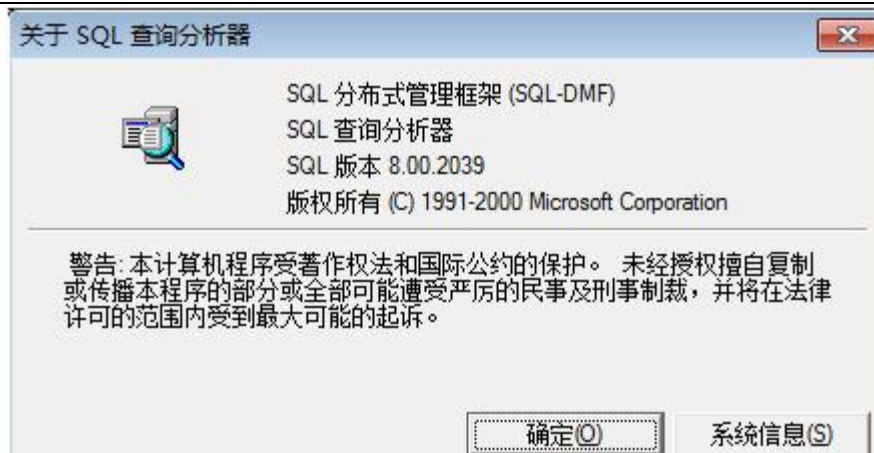 关于 SQL 查询分析器
SQL 分布式管理框架 (SQL-DMF)
SQL 查询分析器
SQL 版本 8.00.2039
版权所有 (C) 1991-2000 Microsoft Corporation
警告: 本计算机程序受著作权法和国际公约的保护。 未经授权擅自复制
或传播本程序的部分或全部可能遭受严厉的民事及刑事制裁，并将在法律
许可的范围内受到最大可能的起诉。
确定(O)
系统信息(S)